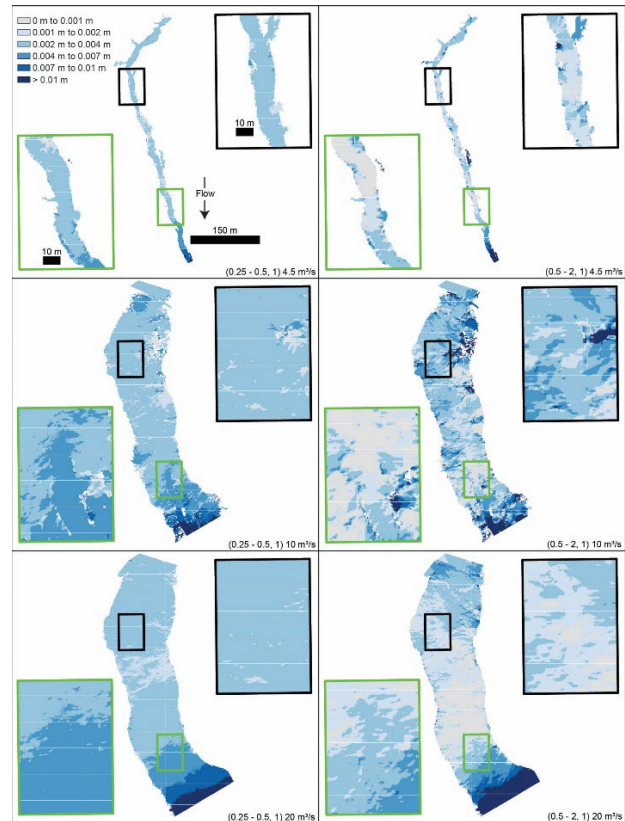 0 m to 0.001 m
0.001 m to 0.002 m
0.002 m to 0.004 m
0.004 m to 0.007 m
0.007 m to 0.01 m
> 0.01 m
10 m
10 m
Flow
150 m
(0.25 - 0.5, 1) 4.5 m³/s
(0.5 - 2, 1) 4.5 m³/s
(0.25 - 0.5, 1) 10 m³/s
(0.5 - 2, 1) 10 m³/s
(0.25 - 0.5, 1) 20 m³/s
(0.5 - 2, 1) 20 m³/s